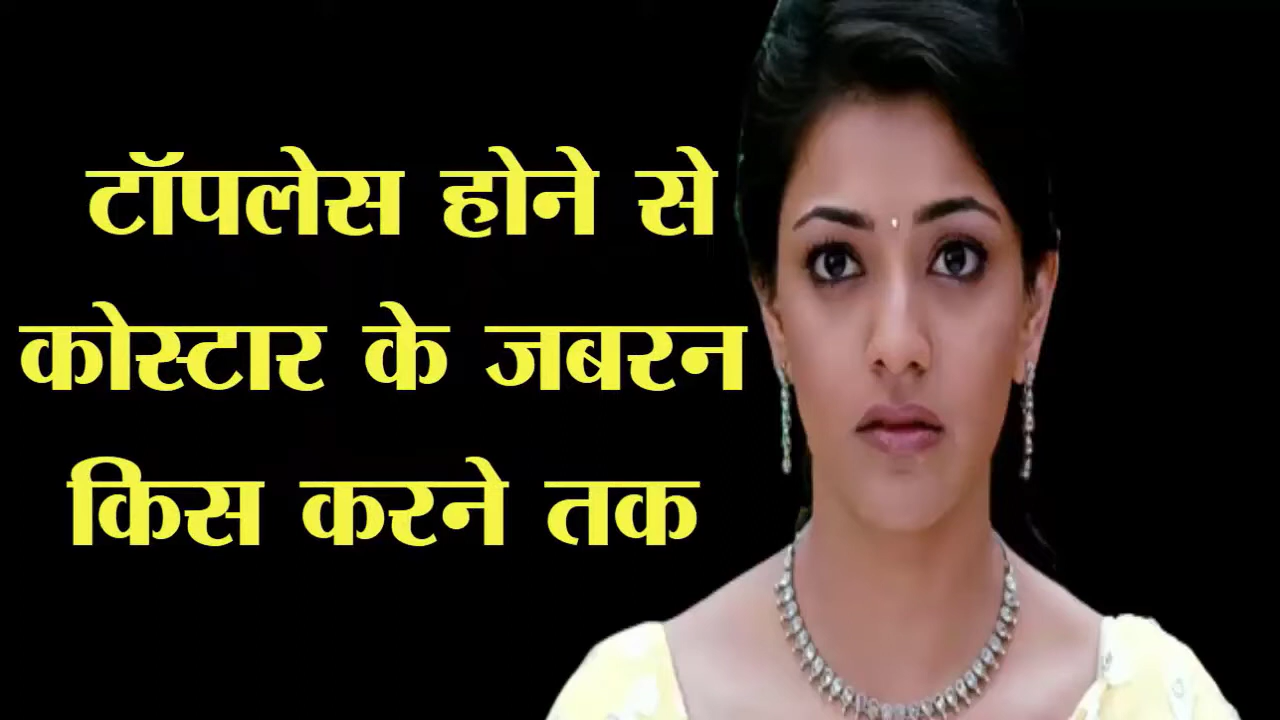 टॉपलेस होने से
कोस्टार के जबरन
किस करने तक